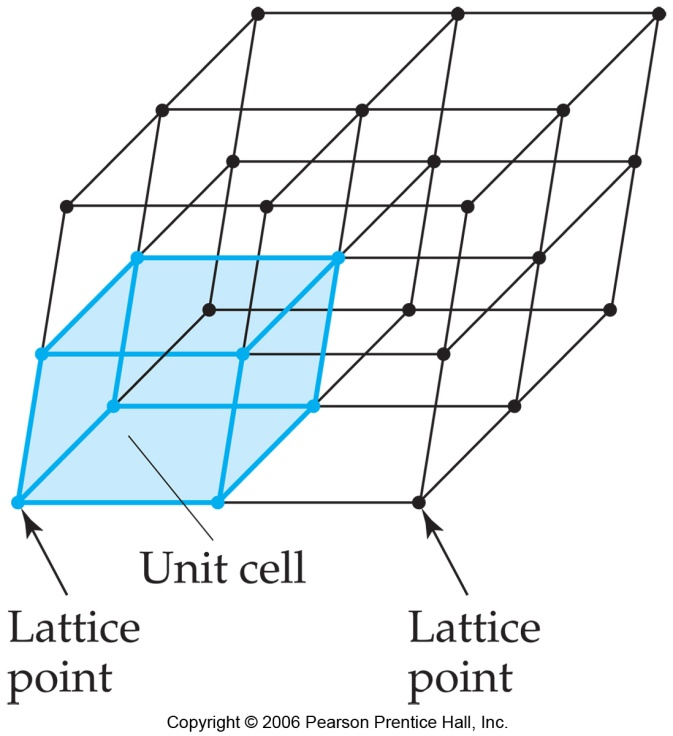 Unit cell
Lattice
point
Lattice
point
Copyright © 2006 Pearson Prentice Hall, Inc.